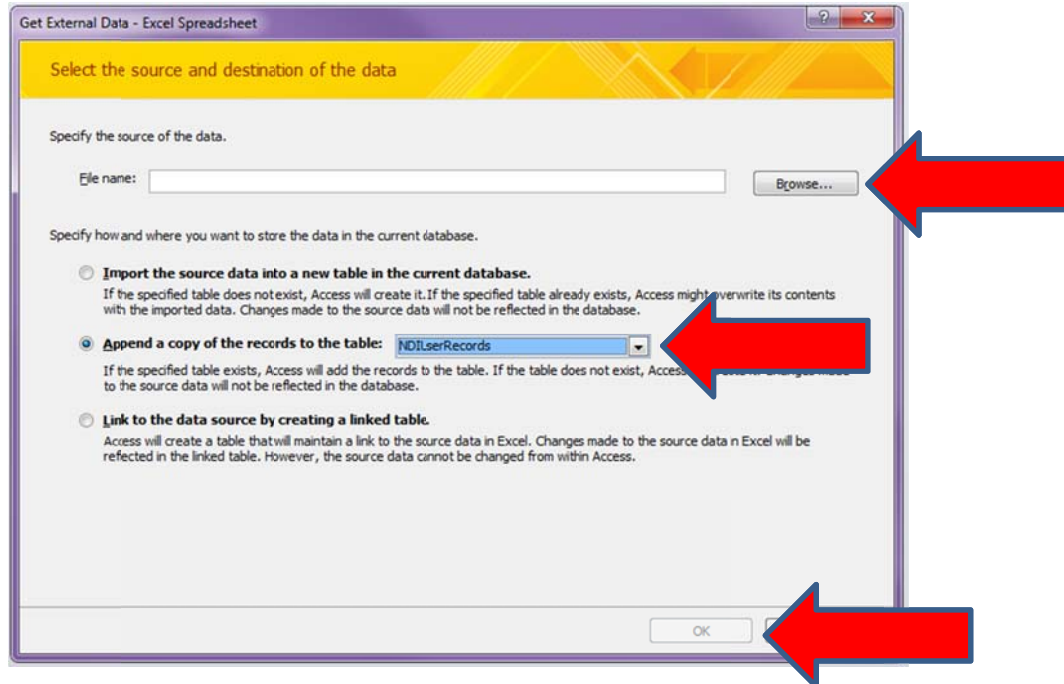 Get External Data - Excel Spreadsheet
Select the source and destination of the data
Specify the source of the data.
File name:
Browse...
Specify how and where you want to store the data in the current database.
Import the source data into a new table in the current database.
If the specified table does not exist, Access will create it. If the specified table already exists, Access might overwrite its contents
with the imported data. Changes made to the source data will not be reflected in the database.
Append a copy of the records to the table: NDIUserRecords
If the specified table exists, Access will add the records to the table. If the table does not exist, Access made
to the source data will not be reflected in the database.
Link to the data source by creating a linked table.
Access will create a table that will maintain a link to the source data in Excel. Changes made to the source data in Excel will be
reflected in the linked table. However, the source data cannot be changed from within Access.
OK